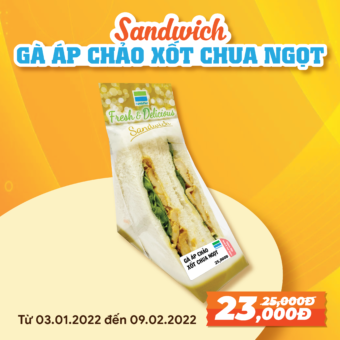 Sandwich
GÀ ÁP CHẢO XỐT CHUA NGỌT
Fresh & Delicious
Sandwich
GÀ ÁP CHẢO
XỐT CHUA NGỌT
25,000Đ
23,000Đ
Từ 03.01.2022 đến 09.02.2022